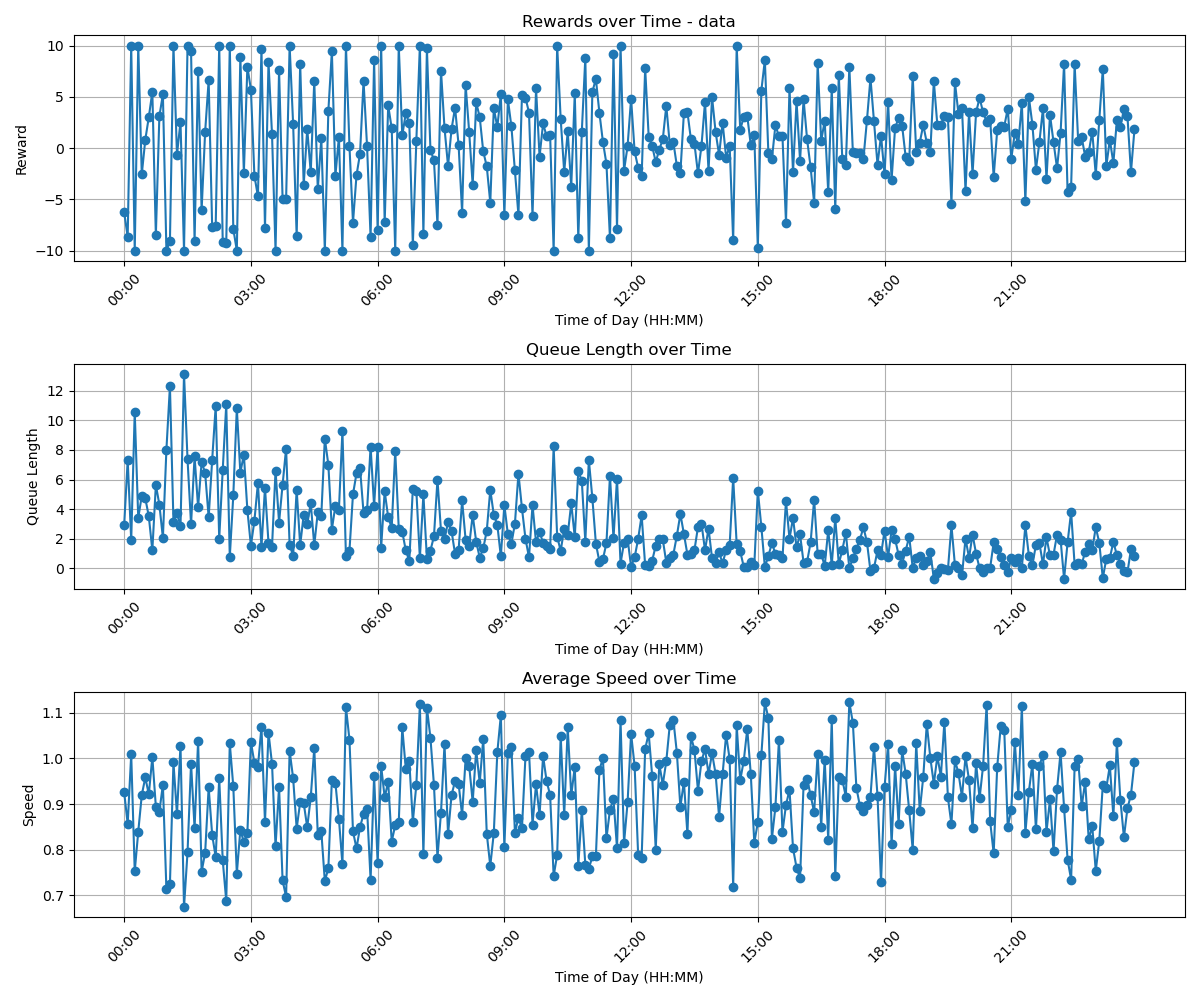 Rewards over Time - data
10
5
0
−5
−10
Reward
00:00 03:00 06:00 09:00 12:00 15:00 18:00 21:00
Time of Day (HH:MM)
Queue Length over Time
12
10
8
6
4
2
0
Queue Length
00:00 03:00 06:00 09:00 12:00 15:00 18:00 21:00
Time of Day (HH:MM)
Average Speed over Time
1.1
1.0
0.9
0.8
0.7
Speed
00:00 03:00 06:00 09:00 12:00 15:00 18:00 21:00
Time of Day (HH:MM)